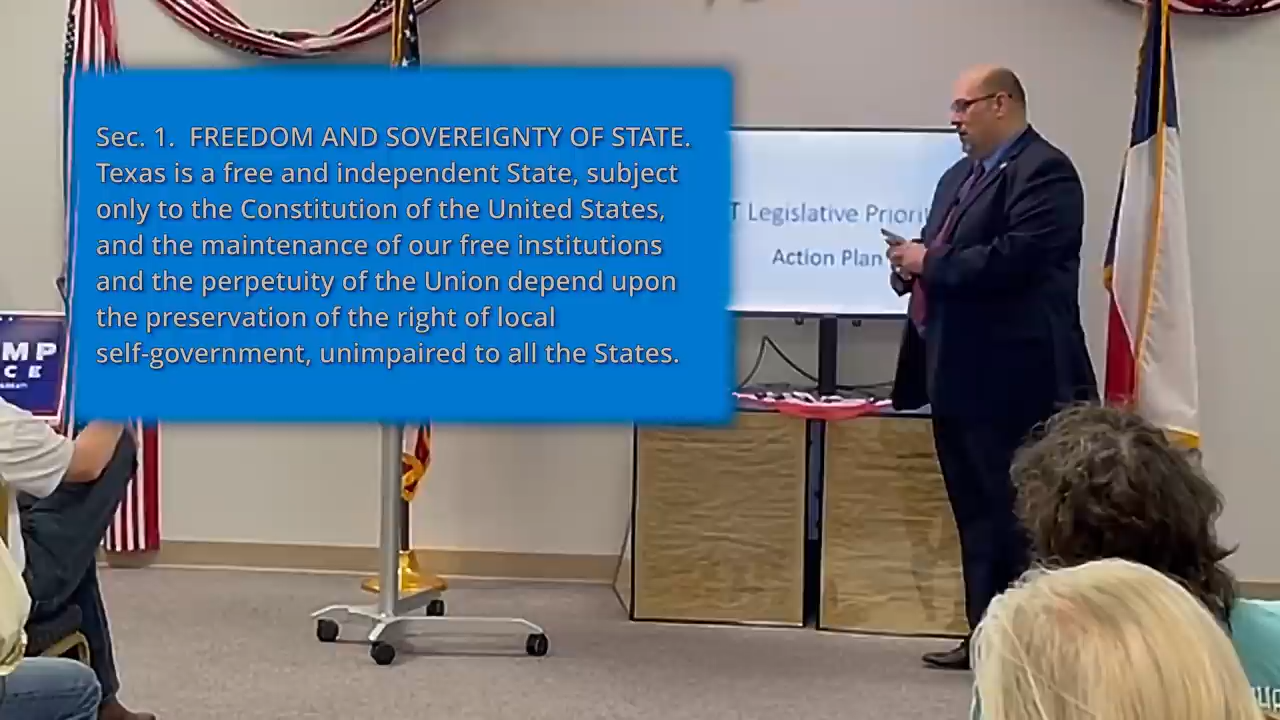 Sec. 1.  FREEDOM AND SOVEREIGNTY OF STATE.
Texas is a free and independent State, subject
only to the Constitution of the United States,
and the maintenance of our free institutions
and the perpetuity of the Union depend upon
the preservation of the right of local
self-government, unimpaired to all the States.
T Legislative Priori
Action Plan
MP
CE